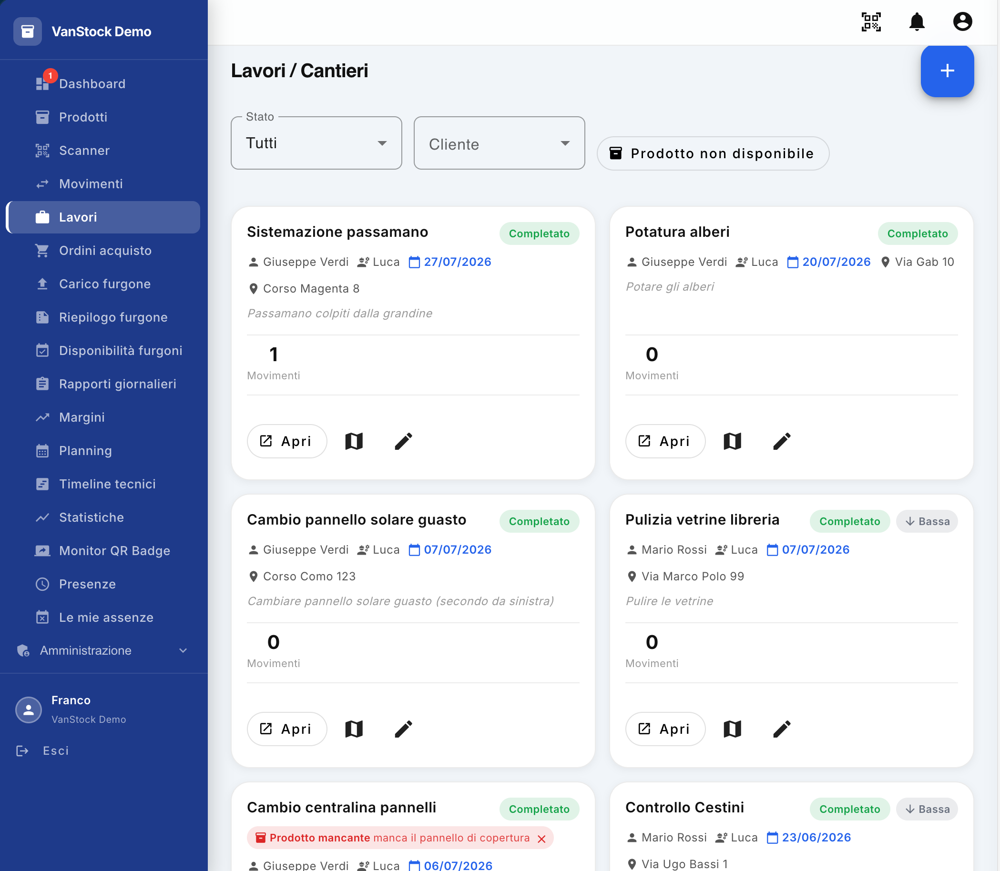 VanStock Demo
1
Dashboard
Prodotti
Scanner
Movimenti
Lavori
Ordini acquisto
Carico furgone
Riepilogo furgone
Disponibilità furgoni
Rapporti giornalieri
Margini
Planning
Timeline tecnici
Statistiche
Monitor QR Badge
Presenze
Le mie assenze
Amministrazione
Franco
VanStock Demo
Esci
Lavori / Cantieri
Stato
Tutti
Cliente
Prodotto non disponibile
Sistemazione passamano
Completato
Giuseppe Verdi Luca 27/07/2026
Corso Magenta 8
Passamano colpiti dalla grandine
1
Movimenti
Apri
Potatura alberi
Completato
Giuseppe Verdi Luca 20/07/2026 Via Gab 10
Potare gli alberi
0
Movimenti
Apri
Cambio pannello solare guasto
Completato
Giuseppe Verdi Luca 07/07/2026
Corso Como 123
Cambiare pannello solare guasto (secondo da sinistra)
0
Movimenti
Apri
Pulizia vetrine libreria
Completato
Bassa
Mario Rossi Luca 07/07/2026
Via Marco Polo 99
Pulire le vetrine
0
Movimenti
Apri
Cambio centralina pannelli
Completato
Prodotto mancante manca il pannello di copertura
Giuseppe Verdi Luca 06/07/2026
Controllo Cestini
Completato
Bassa
Mario Rossi Luca 23/06/2026
Via Ugo Bassi 1